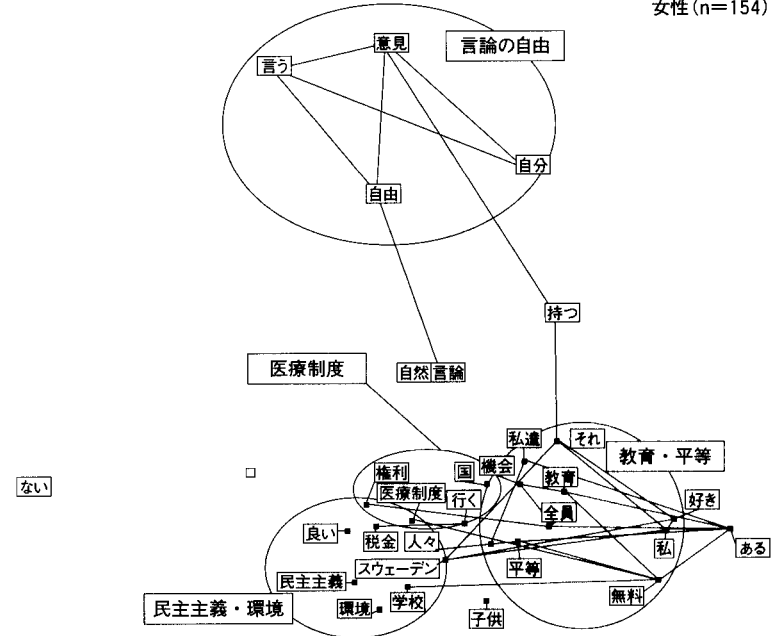 女性(n=154)
意見
言論の自由
言う
自分
自由
持つ
医療制度
自然
言論
私達
それ
教育・平等
ない
権利
国
機会
教育
医療制度
行く
好き
全員
良い
税金
人々
私
ある
スウェーデン
平等
民主主義
無料
民主主義・環境
環境
学校
子供